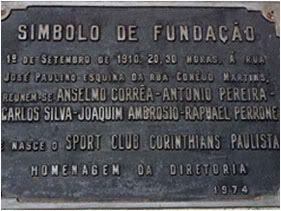 SIMBOLO DE FUNDAÇÃO
1º DE SETEMBRO DE 1910. 20,30 HORAS, À RUA
JOSÉ PAULINO ESQUINA DA RUA CONEGO MARTINS,
REUNEM-SE ANSELMO CORRÊA-ANTONIO PEREIRA-
CARLOS SILVA-JOAQUIM AMBROSIO-RAPHAEL PERRONE
E NASCE O SPORT CLUB CORINTHIANS PAULISTA
HOMENAGEM DA DIRETORIA
1974